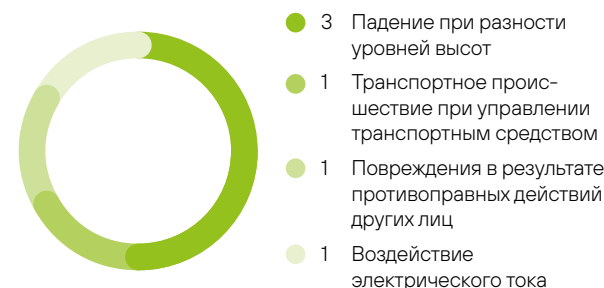 3 Падение при разности
уровней высот
1 Транспортное проис-
шествие при управлении
транспортным средством
1 Повреждения в результате
противоправных действий
других лиц
1 Воздействие
электрического тока